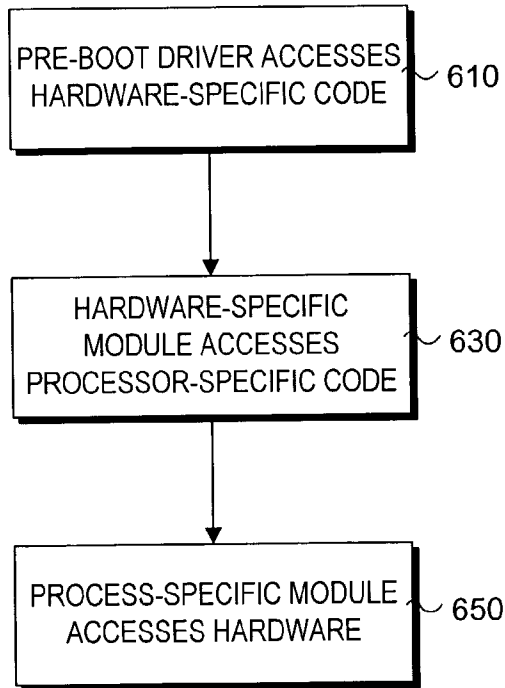 PRE-BOOT DRIVER ACCESSES
HARDWARE-SPECIFIC CODE
610
HARDWARE-SPECIFIC
MODULE ACCESSES
PROCESSOR-SPECIFIC CODE
630
PROCESS-SPECIFIC MODULE
ACCESSES HARDWARE
650